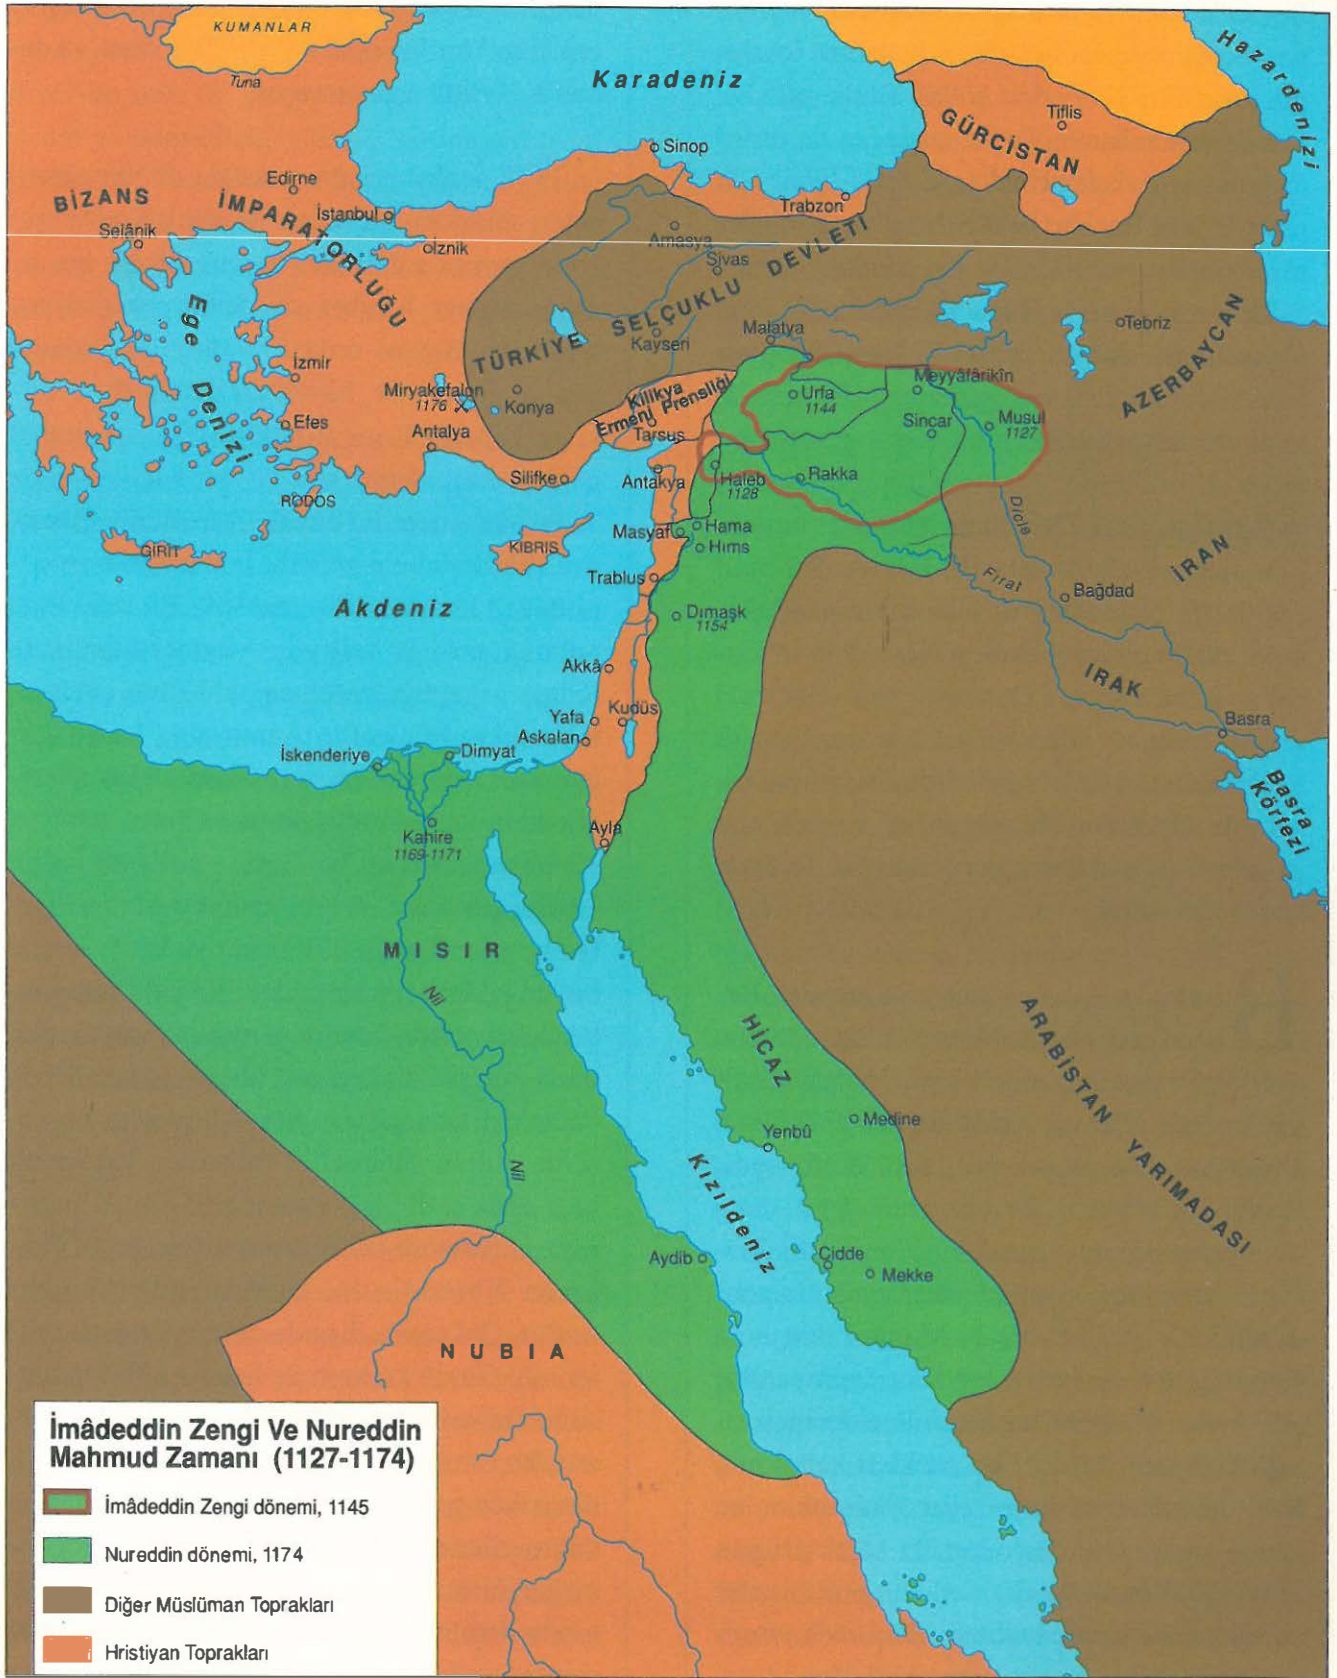 KUMANLAR
Tuna
Karadeniz
Hazardenizi
Tiflis
GÜRCİSTAN
Sinop
Trabzon
Edirne
BİZANS İMPARATORLUĞU
İstanbul
Selânik
İznik
Amasya
Sivas
TÜRKİYE SELÇUKLU DEVLETİ
Kayseri
Malatya
Tebriz
AZERBAYCAN
Ege Denizi
İzmir
Miryakefalon
1176
Konya
Kilikya
Ermeni Prensliği
Tarsus
Urfa
1144
Meyyâfârikîn
Sincar
Musul
1127
Efes
Antalya
Silifke
Antakya
Haleb
1128
Rakka
RODOS
GİRİT
KIBRIS
Masyaf
Hama
Hıms
Dicle
İRAN
Trablus
Fırat
Bağdad
Akdeniz
Dımaşk
1154
Akkâ
IRAK
Yafa
Kudüs
Askalan
Basra
İskenderiye
Dimyat
Basra
Körfezi
Ayla
Kahire
1169-1171
MISIR
Nil
HİCAZ
ARABİSTAN YARIMADASI
Medine
Yenbû
Nil
Kızıldeniz
Aydib
Cidde
Mekke
NUBIA
İmâdeddin Zengi Ve Nureddin
Mahmud Zamanı (1127-1174)
İmâdeddin Zengi dönemi, 1145
Nureddin dönemi, 1174
Diğer Müslüman Toprakları
Hristiyan Toprakları